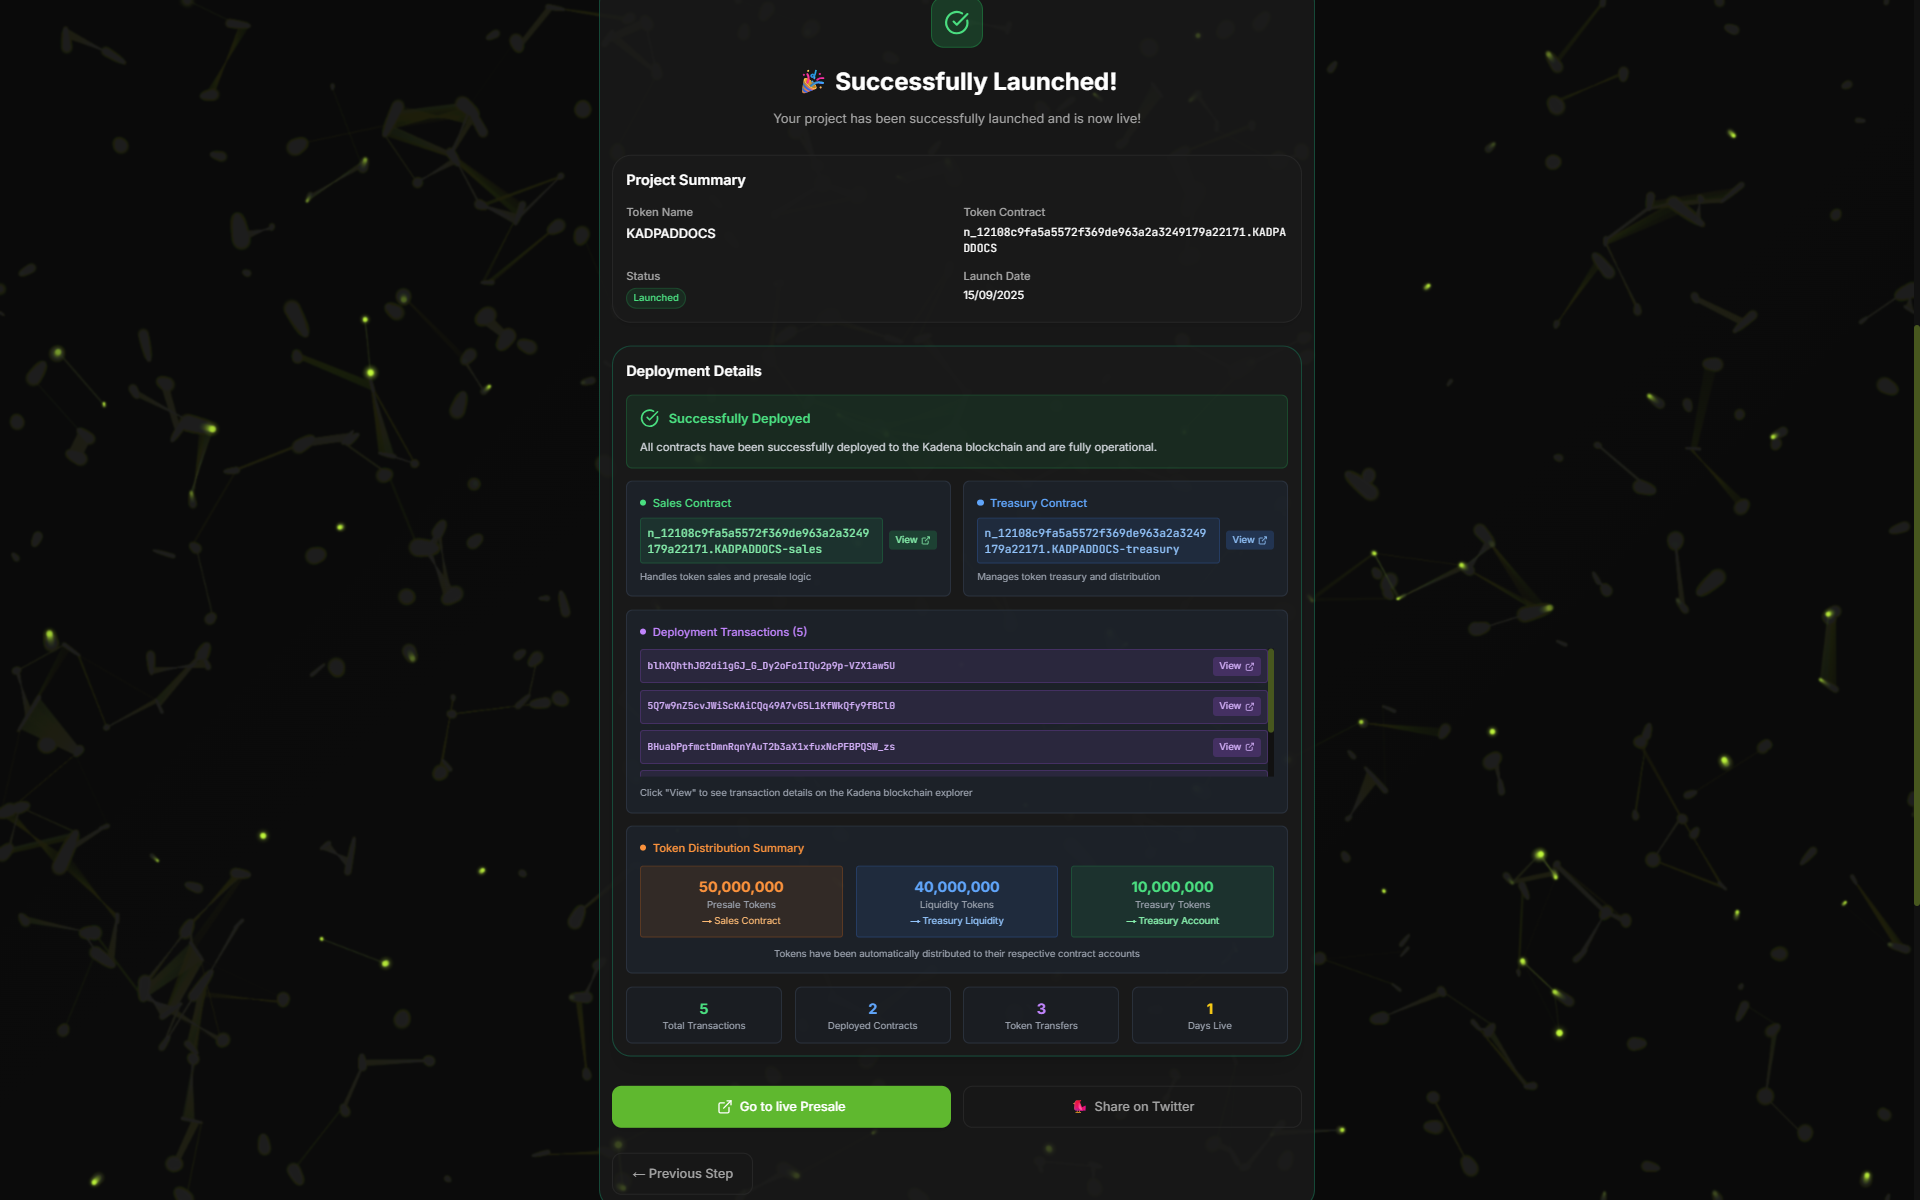 🎉 Successfully Launched!
Your project has been successfully launched and is now live!
Project Summary
Token Name
KADPADDOCS
Token Contract
n_12108c9fa5a5572f369de963a2a3249179a22171.KADPA
DDOCS
Status
Launched
Launch Date
15/09/2025
Deployment Details
Successfully Deployed
All contracts have been successfully deployed to the Kadena blockchain and are fully operational.
Sales Contract
n_12108c9fa5a5572f369de963a2a3249
179a22171.KADPADDOCS-sales
View
Handles token sales and presale logic
Treasury Contract
n_12108c9fa5a5572f369de963a2a3249
179a22171.KADPADDOCS-treasury
View
Manages token treasury and distribution
Deployment Transactions (5)
blhXQhthJ02di1gGJ_G_Dy2oFo1IQu2p9p-VZX1aw5U
View
5Q7w9nZ5cvJWiScKAiCQq49A7vG5L1KfWkQfy9fBCl0
View
BHuabPpfmctDmnRqnYAuT2b3aX1xfuxNcPFBPQSW_zs
View
Click "View" to see transaction details on the Kadena blockchain explorer
Token Distribution Summary
50,000,000
Presale Tokens
→ Sales Contract
40,000,000
Liquidity Tokens
→ Treasury Liquidity
10,000,000
Treasury Tokens
→ Treasury Account
Tokens have been automatically distributed to their respective contract accounts
5
Total Transactions
2
Deployed Contracts
3
Token Transfers
1
Days Live
Go to live Presale
Share on Twitter
← Previous Step